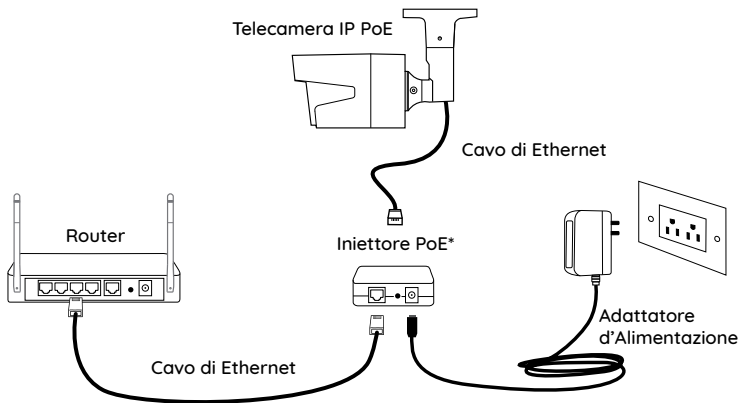 Telecamera IP PoE
Cavo di Ethernet
Router
Iniettore PoE*
Adattatore
d'Alimentazione
Cavo di Ethernet